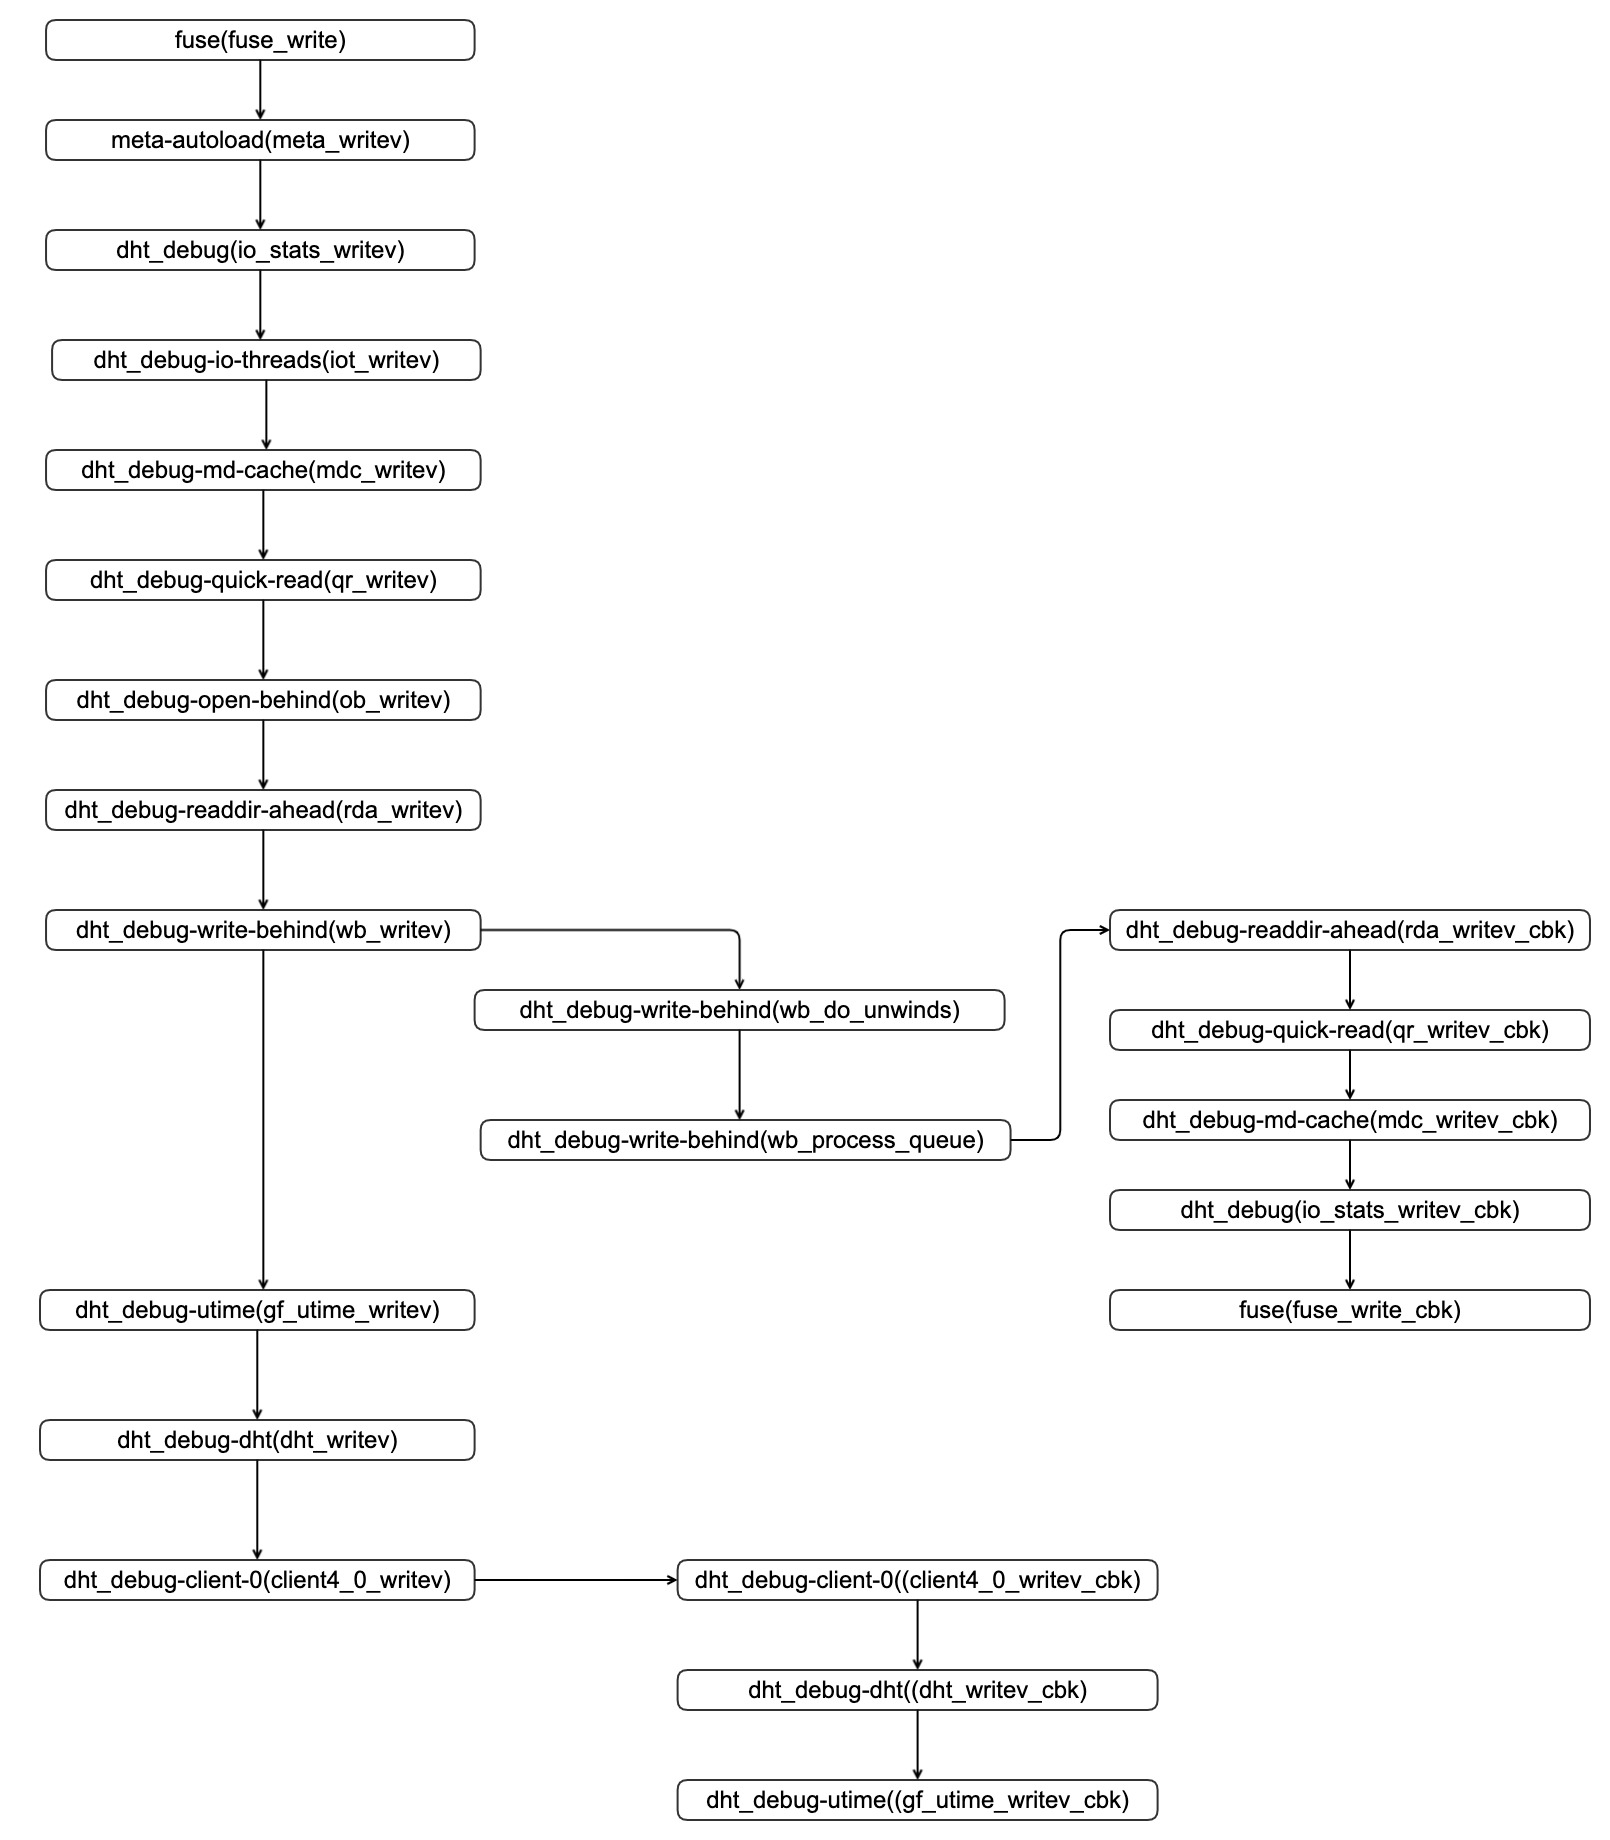 fuse(fuse_write)
meta-autoload(meta_writev)
dht_debug(io_stats_writev)
dht_debug-io-threads(iot_writev)
dht_debug-md-cache(mdc_writev)
dht_debug-quick-read(qr_writev)
dht_debug-open-behind(ob_writev)
dht_debug-readdir-ahead(rda_writev)
dht_debug-write-behind(wb_writev)
dht_debug-write-behind(wb_do_unwinds)
dht_debug-write-behind(wb_process_queue)
dht_debug-readdir-ahead(rda_writev_cbk)
dht_debug-quick-read(qr_writev_cbk)
dht_debug-md-cache(mdc_writev_cbk)
dht_debug(io_stats_writev_cbk)
fuse(fuse_write_cbk)
dht_debug-utime(gf_utime_writev)
dht_debug-dht(dht_writev)
dht_debug-client-0(client4_0_writev)
dht_debug-client-0((client4_0_writev_cbk)
dht_debug-dht((dht_writev_cbk)
dht_debug-utime((gf_utime_writev_cbk)